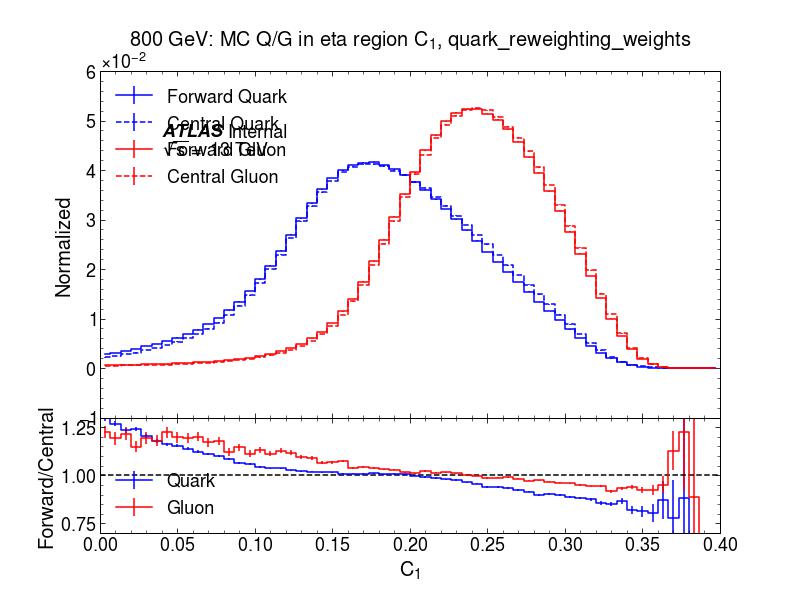 800 GeV: MC Q/G in eta region C₁, quark_reweighting_weights
×10⁻²
Normalized
6
5
4
3
2
1
0
−1
Forward Quark
Central Quark
ATLAS Internal
Forward Gluon
√s = 13 TeV
Central Gluon
Forward/Central
1.25
1.00
0.75
Quark
Gluon
0.00 0.05 0.10 0.15 0.20 0.25 0.30 0.35 0.40
C₁